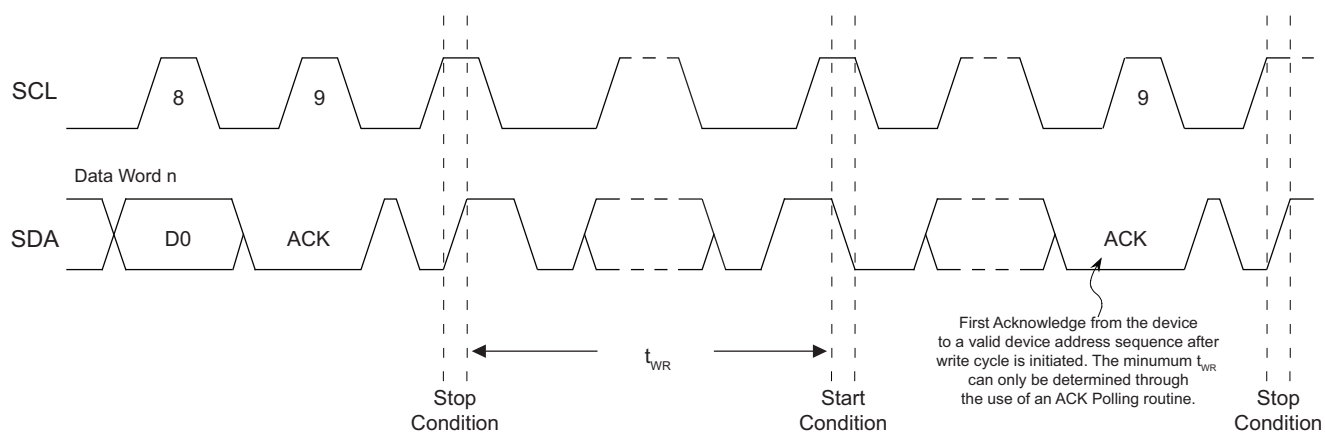 SCL
8
9
9
Data Word n
SDA
D0
ACK
ACK
First Acknowledge from the device
to a valid device address sequence after
write cycle is initiated. The minumum tWR
can only be determined through
the use of an ACK Polling routine.
tWR
Stop
Condition
Start
Condition
Stop
Condition